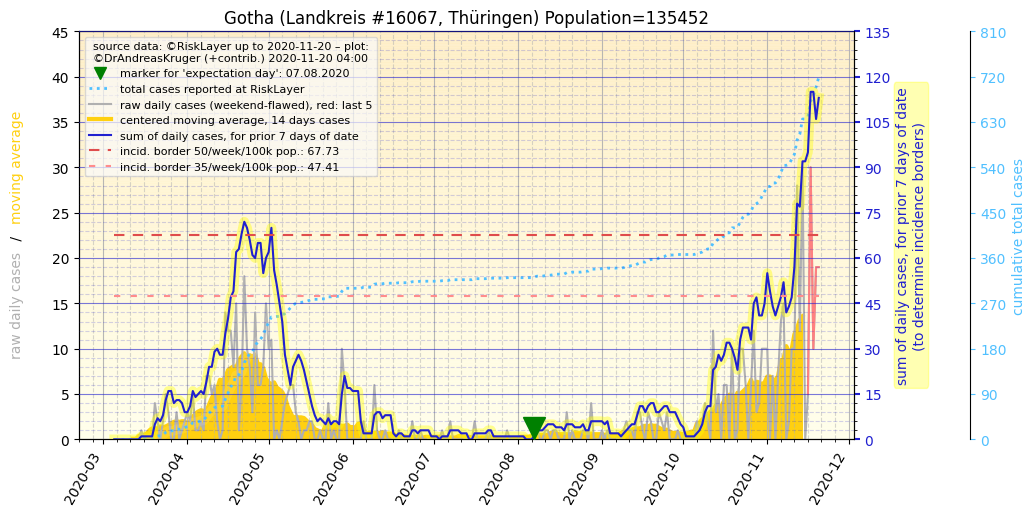 Gotha (Landkreis #16067, Thüringen) Population=135452
source data: ©RiskLayer up to 2020-11-20 – plot:
©DrAndreasKruger (+contrib.) 2020-11-20 04:00
marker for 'expectation day': 07.08.2020
total cases reported at RiskLayer
raw daily cases (weekend-flawed), red: last 5
centered moving average, 14 days cases
sum of daily cases, for prior 7 days of date
incid. border 50/week/100k pop.: 67.73
incid. border 35/week/100k pop.: 47.41
raw daily cases / moving average
45
40
35
30
25
20
15
10
5
0
135
120
105
90
75
60
45
30
15
0
sum of daily cases, for prior 7 days of date
(to determine incidence borders)
810
720
630
540
450
360
270
180
90
0
cumulative total cases
2020-03
2020-04
2020-05
2020-06
2020-07
2020-08
2020-09
2020-10
2020-11
2020-12